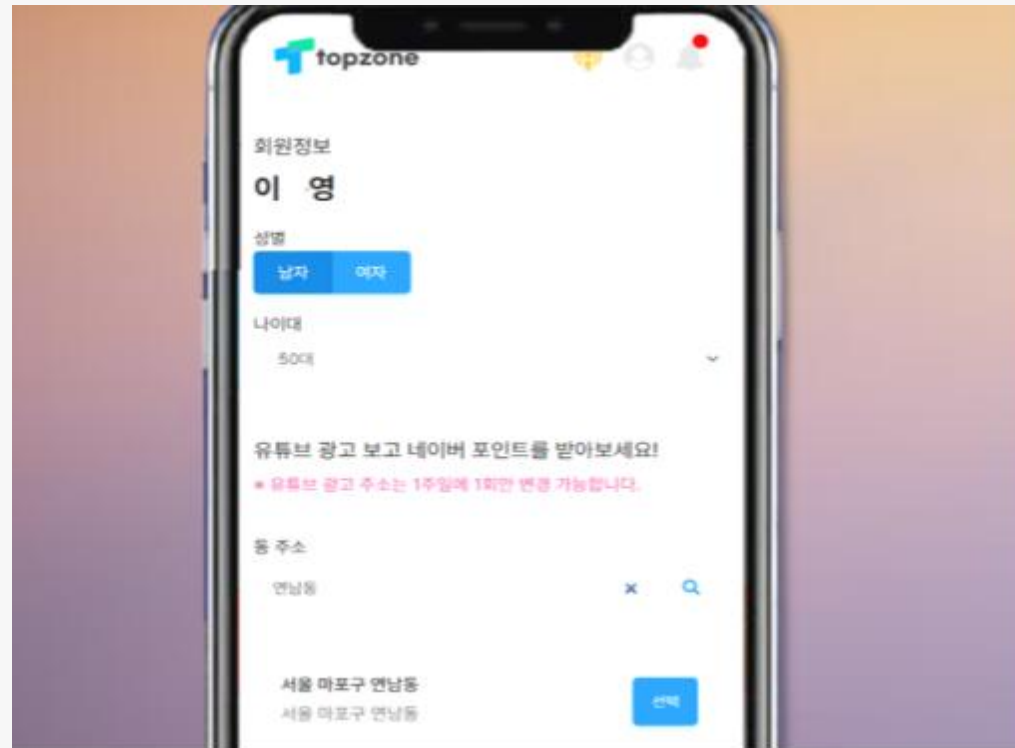 topzone
회원정보
이 영
성별
남자 여자
나이대
50대
유튜브 광고 보고 네이버 포인트를 받아보세요!
* 유튜브 광고 주소는 1주일에 1회만 변경 가능합니다.
동 주소
연남동
서울 마포구 연남동
선택
서울 마포구 연남동